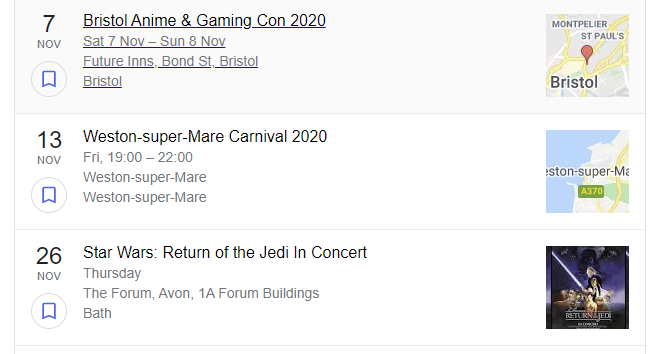 7
NOV
Bristol Anime & Gaming Con 2020
Sat 7 Nov – Sun 8 Nov
Future Inns, Bond St, Bristol
Bristol
MONTPELIER
ST PAUL'S
Bristol
13
NOV
Weston-super-Mare Carnival 2020
Fri, 19:00 – 22:00
Weston-super-Mare
Weston-super-Mare
eston-super-Ma
A370
26
NOV
Star Wars: Return of the Jedi In Concert
Thursday
The Forum, Avon, 1A Forum Buildings
Bath
RETURN OF THE JEDI
IN CONCERT